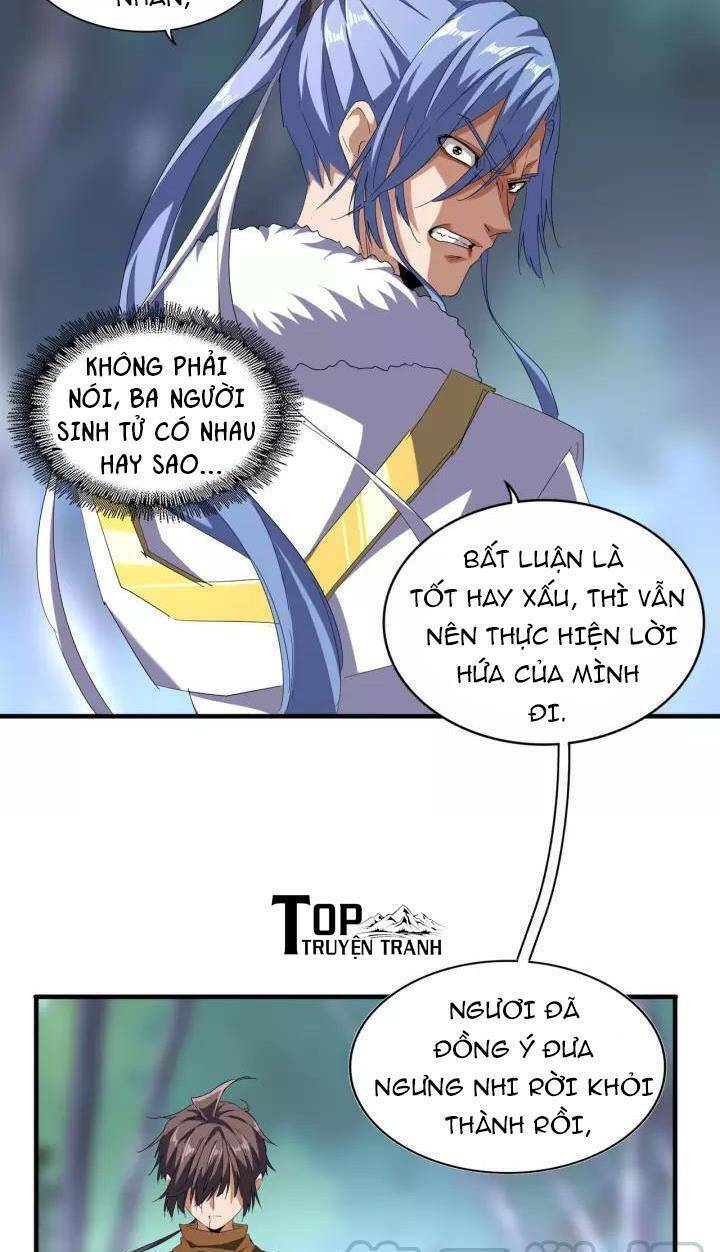 NHÂN,
KHÔNG PHẢI
NÓI, BA NGƯỜI
SINH TỬ CÓ NHAU
HAY SAO...
BẤT LUẬN LÀ
TỐT HAY XẤU, THÌ VẪN
NÊN THỰC HIỆN LỜI
HỨA CỦA MÌNH
ĐI.
TOP
TRUYỆN TRANH
NGƯƠI ĐÃ
ĐỒNG Ý ĐƯA
NGƯNG NHI RỜI KHỎI
THÀNH RỒI,